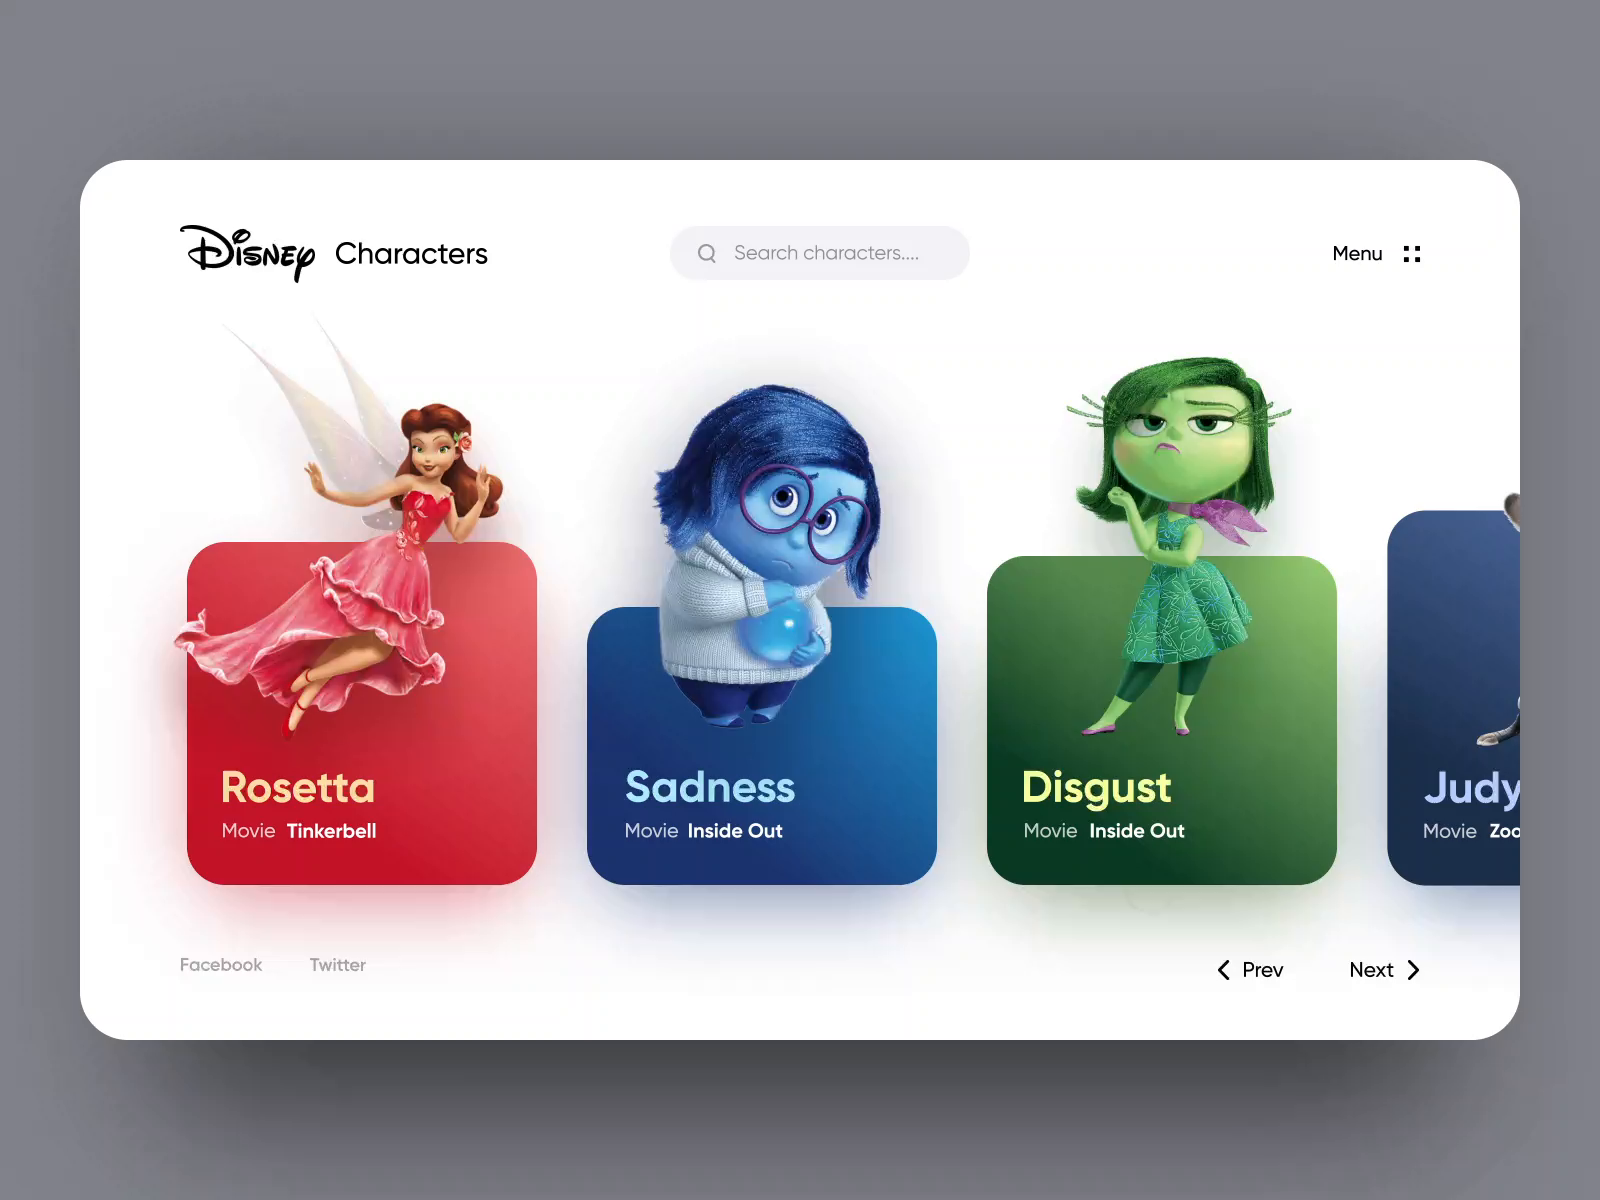 Disney Characters
Search characters....
Menu
Rosetta
Movie Tinkerbell
Sadness
Movie Inside Out
Disgust
Movie Inside Out
Judy
Movie Zoo
Facebook
Twitter
Prev
Next